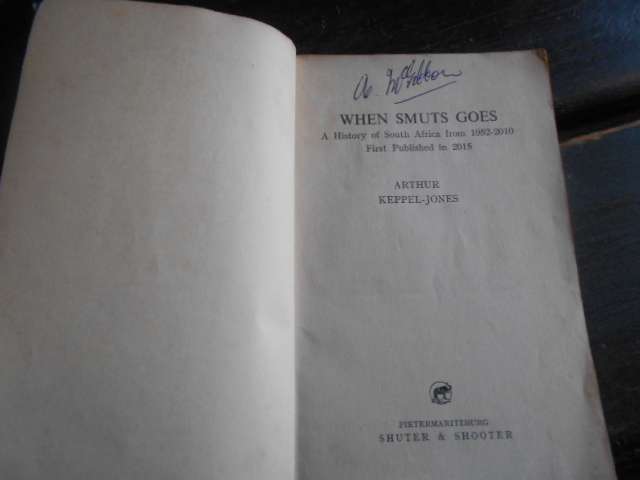 WHEN SMUTS GOES
A History of South Africa from 1952-2010
First Published in 2015
ARTHUR
KEPPEL-JONES
PIETERMARITZBURG
SHUTER & SHOOTER